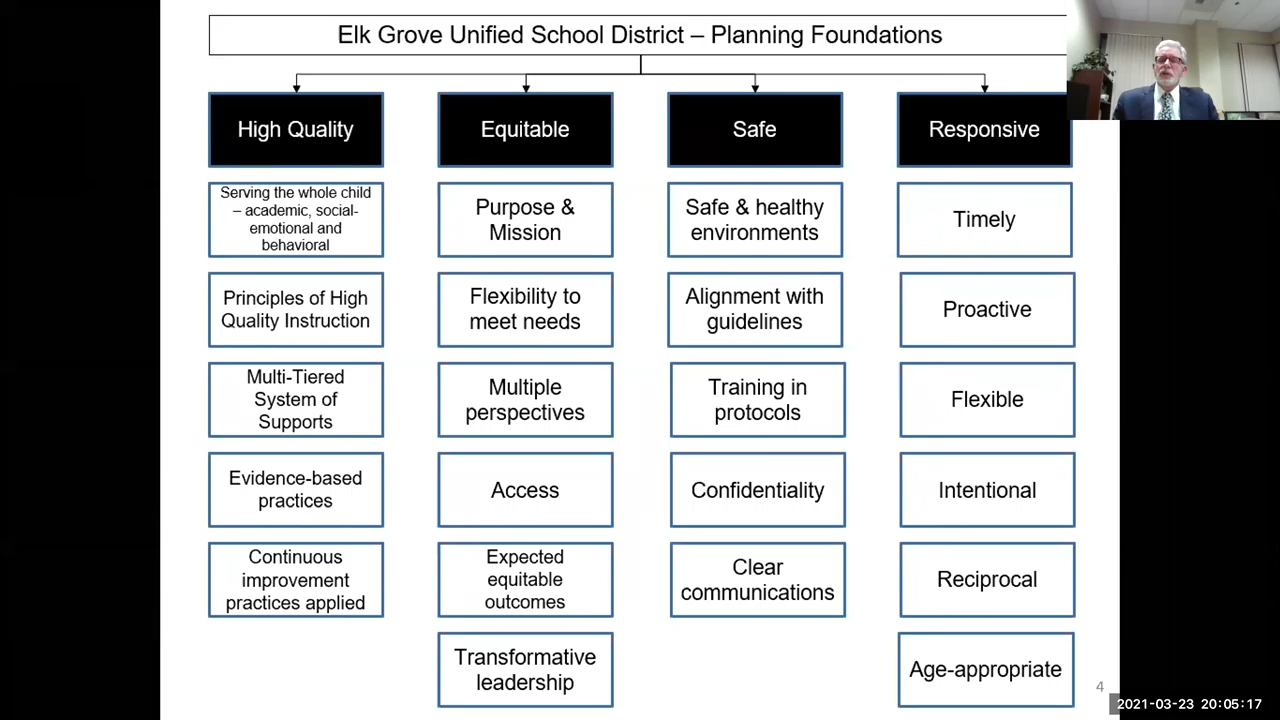 Elk Grove Unified School District – Planning Foundations
High Quality
Equitable
Safe
Responsive
Serving the whole child
– academic, social-
emotional and
behavioral
Purpose &
Mission
Safe & healthy
environments
Timely
Principles of High
Quality Instruction
Flexibility to
meet needs
Alignment with
guidelines
Proactive
Multi-Tiered
System of
Supports
Multiple
perspectives
Training in
protocols
Flexible
Evidence-based
practices
Access
Confidentiality
Intentional
Continuous
improvement
practices applied
Expected
equitable
outcomes
Clear
communications
Reciprocal
Transformative
leadership
Age-appropriate
4
2021-03-23 20:05:17